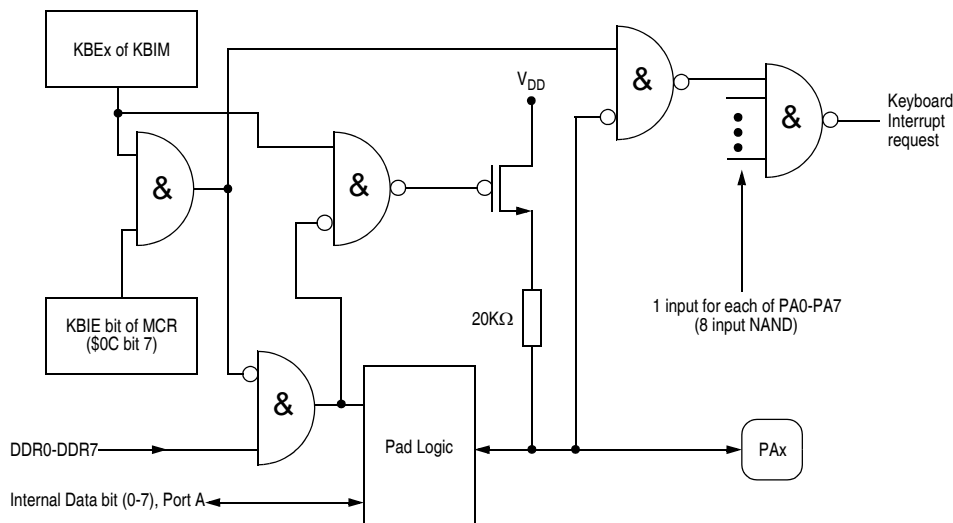 KBEx of KBIM
&
VDD
&
&
&
Keyboard
Interrupt
request
&
KBIE bit of MCR
($0C bit 7)
20KΩ
1 input for each of PA0-PA7
(8 input NAND)
DDR0-DDR7
Pad Logic
PAx
Internal Data bit (0-7), Port A